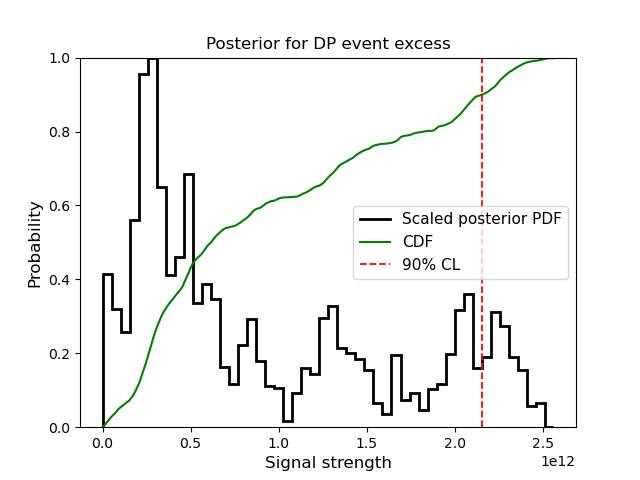 Posterior for DP event excess
1.0
0.8
0.6
0.4
0.2
0.0
Probability
Scaled posterior PDF
CDF
90% CL
0.0 0.5 1.0 1.5 2.0 2.5
1e12
Signal strength